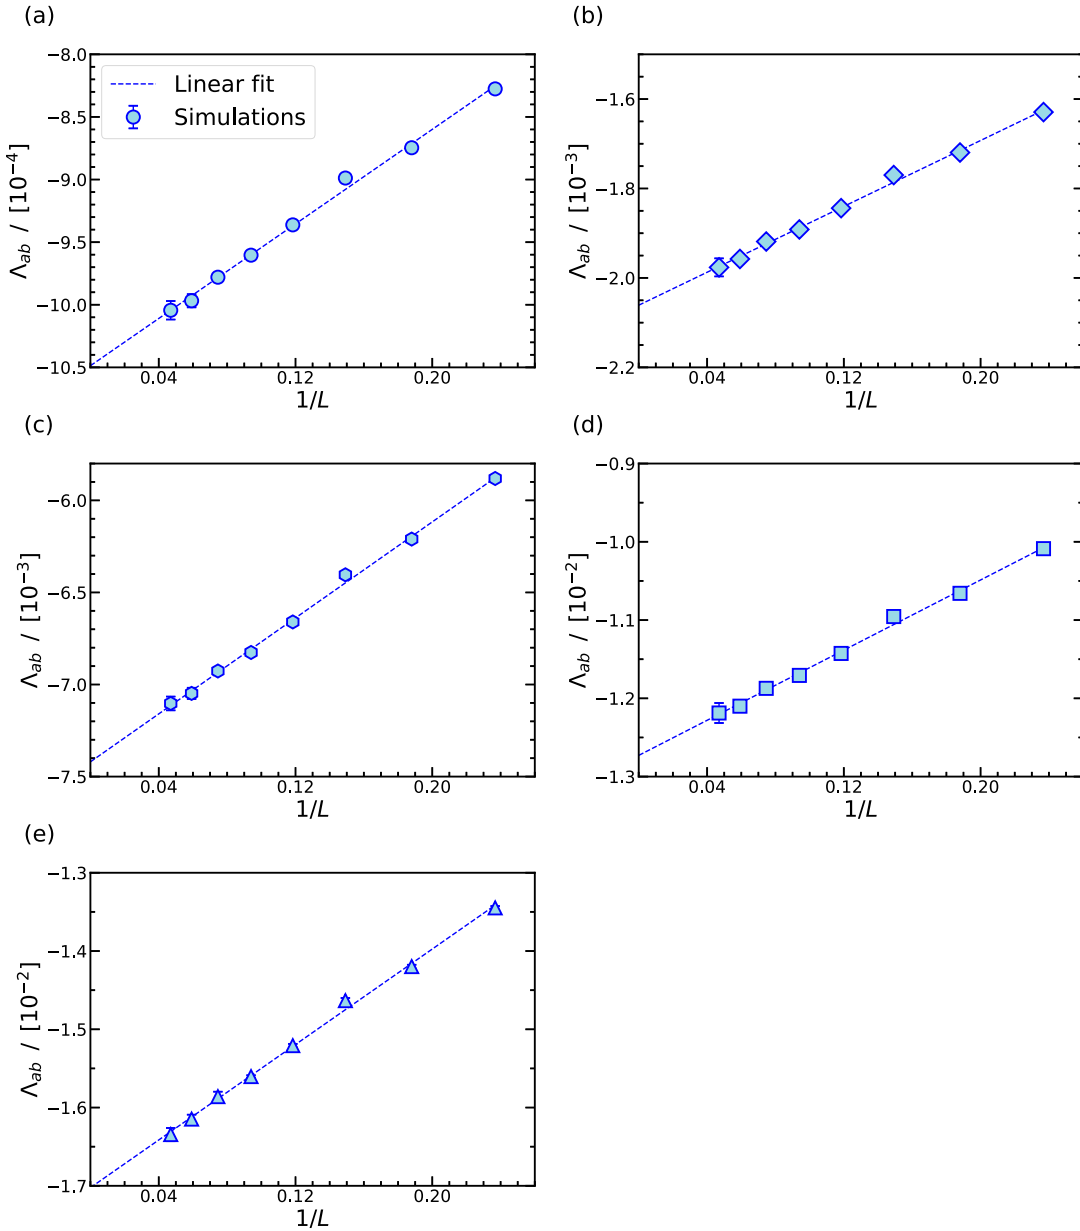 (a)
−8.0
−8.5
−9.0
−9.5
−10.0
−10.5
Λab / [10−4]
Linear fit
Simulations
0.04
0.12
0.20
1/L
(b)
−1.6
−1.8
−2.0
−2.2
Λab / [10−3]
0.04
0.12
0.20
1/L
(c)
−6.0
−6.5
−7.0
−7.5
Λab / [10−3]
0.04
0.12
0.20
1/L
(d)
−0.9
−1.0
−1.1
−1.2
−1.3
Λab / [10−2]
0.04
0.12
0.20
1/L
(e)
−1.3
−1.4
−1.5
−1.6
−1.7
Λab / [10−2]
0.04
0.12
0.20
1/L